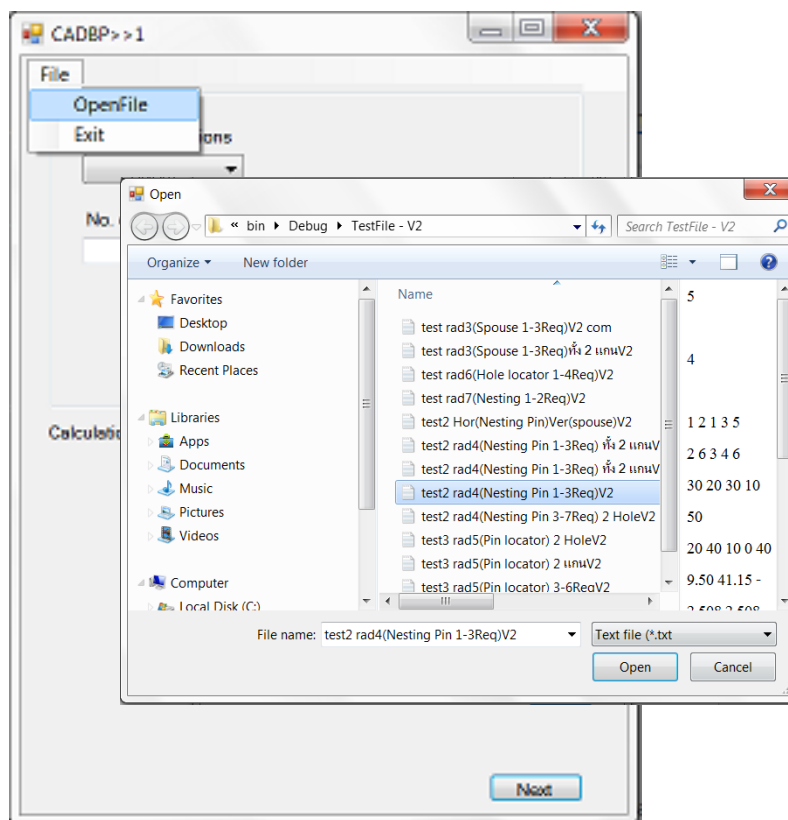 CADBP>>1
File
OpenFile
Exit
ions
No.
Calculatio
Open
« bin Debug TestFile - V2
Search TestFile - V2
Organize
New folder
Favorites
Desktop
Downloads
Recent Places
Libraries
Apps
Documents
Music
Pictures
Videos
Computer
Local Disk (C:)
Name
test rad3(Spouse 1-3Req)V2 com
test rad3(Spouse 1-3Req)ทั้ง 2 แกนV2
test rad6(Hole locator 1-4Req)V2
test rad7(Nesting 1-2Req)V2
test2 Hor(Nesting Pin)Ver(spouse)V2
test2 rad4(Nesting Pin 1-3Req) ทั้ง 2 แกนV
test2 rad4(Nesting Pin 1-3Req) ทั้ง 2 แกนV
test2 rad4(Nesting Pin 1-3Req)V2
test2 rad4(Nesting Pin 3-7Req) 2 HoleV2
test3 rad5(Pin locator) 2 HoleV2
test3 rad5(Pin locator) 2 แกนV2
test3 rad5(Pin locator) 3-6ReqV2
5
4
1 2 1 3 5
2 6 3 4 6
30 20 30 10
50
20 40 10 0 40
9.50 41.15 -
2.508 2.508
File name:
test2 rad4(Nesting Pin 1-3Req)V2
Text file (*.txt
Open
Cancel
Next